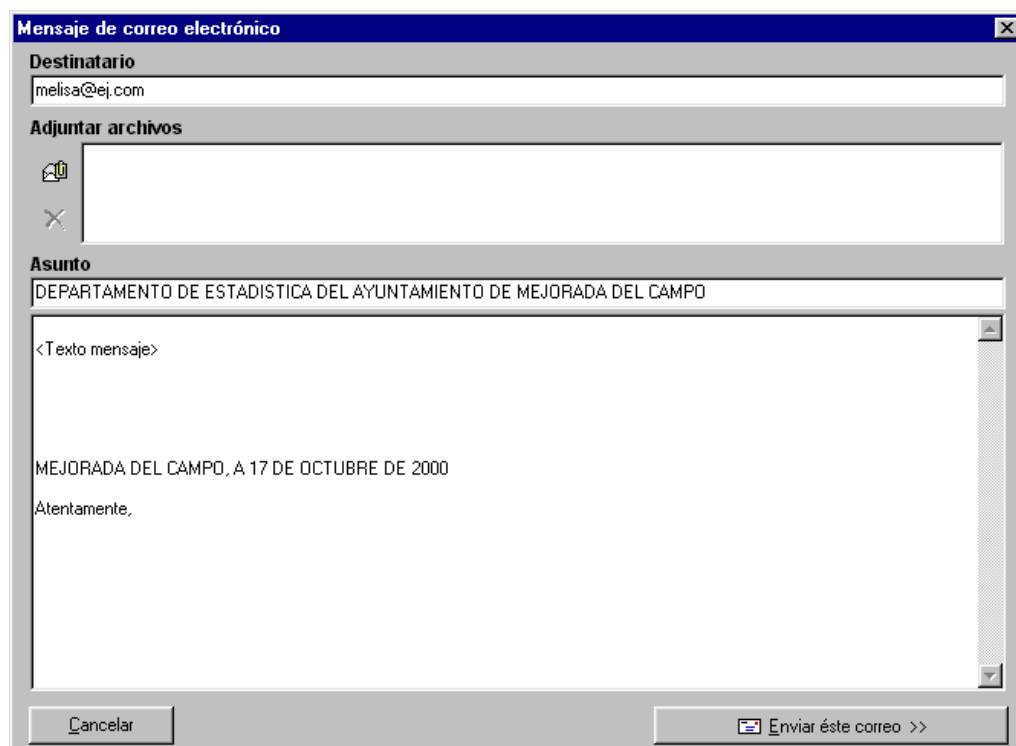 Mensaje de correo electrónico
Destinatario
melisa@ej.com
Adjuntar archivos
Asunto
DEPARTAMENTO DE ESTADISTICA DEL AYUNTAMIENTO DE MEJORADA DEL CAMPO
<Texto mensaje>
MEJORADA DEL CAMPO, A 17 DE OCTUBRE DE 2000
Atentamente,
Cancelar
Enviar éste correo >>